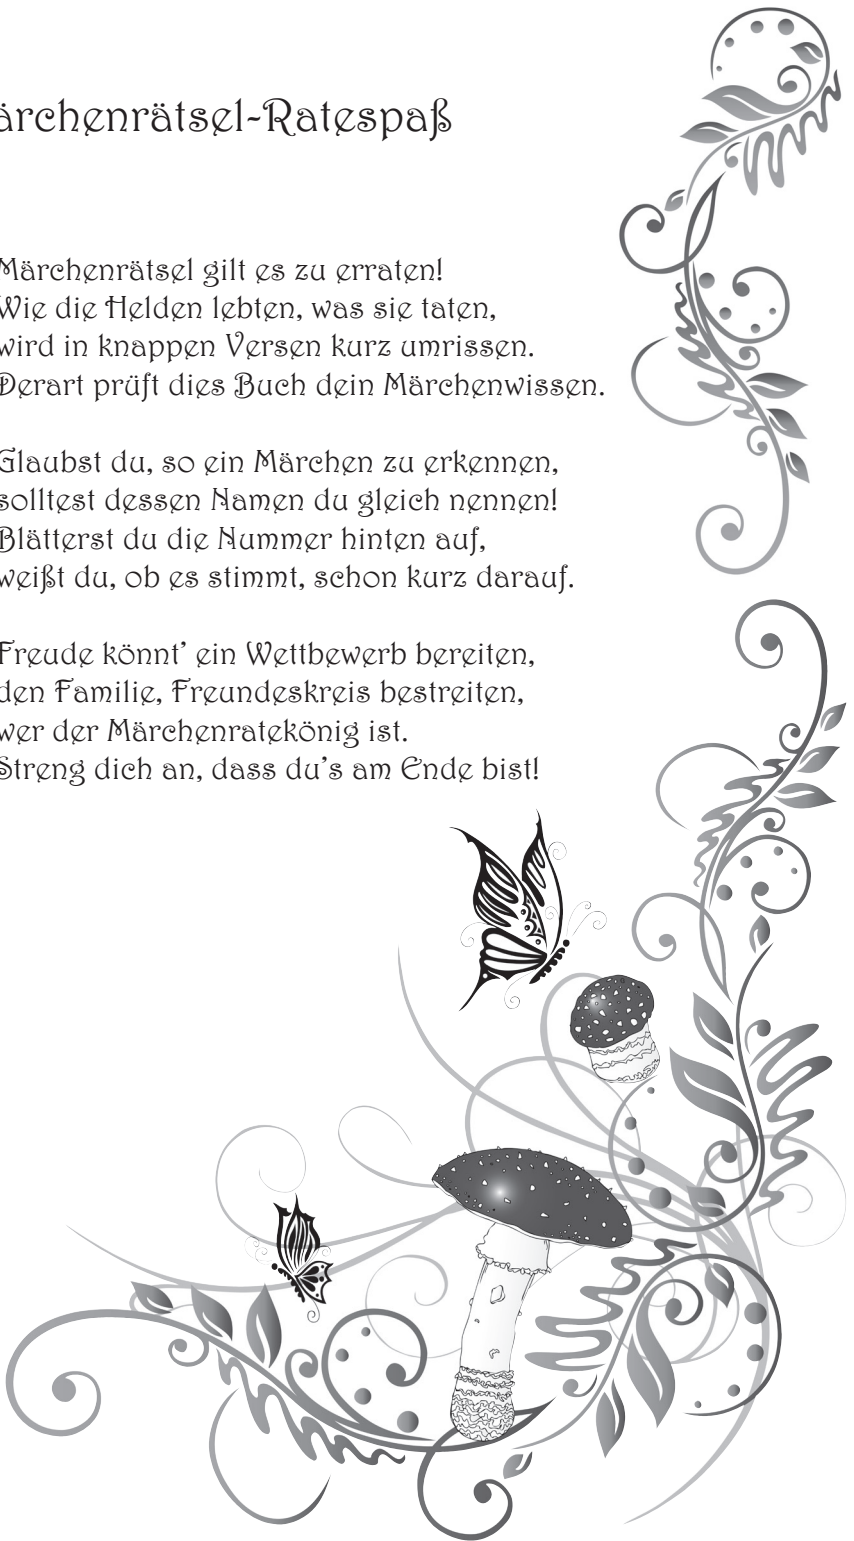 ärchenrätsel-Ratespaß
Märchenrätsel gilt es zu erraten!
Wie die Helden lebten, was sie taten,
wird in knappen Versen kurz umrissen.
Derart prüft dies Buch dein Märchenwissen.
Glaubst du, so ein Märchen zu erkennen,
solltest dessen Namen du gleich nennen!
Blätterst du die Nummer hinten auf,
weißt du, ob es stimmt, schon kurz darauf.
Freude könnt’ ein Wettbewerb bereiten,
den Familie, Freundeskreis bestreiten,
wer der Märchenratekönig ist.
Streng dich an, dass du’s am Ende bist!